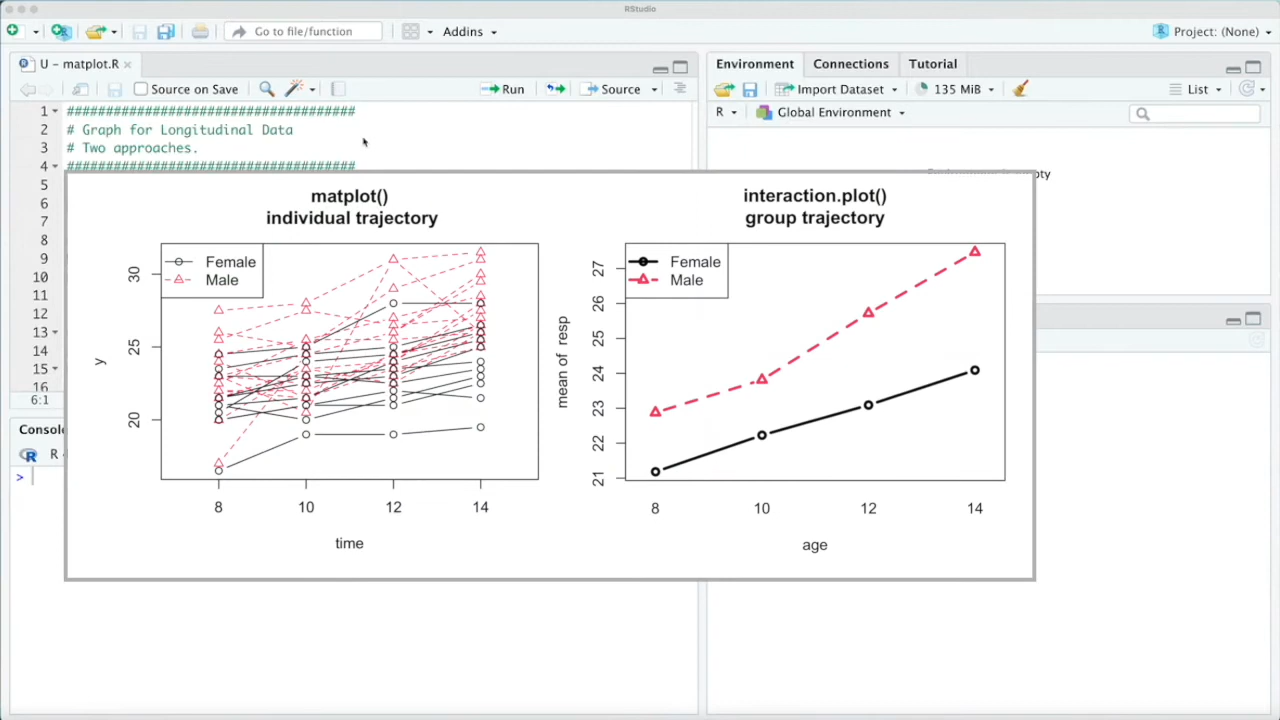 RStudio
Go to file/function
Addins
Project: (None)
U - matplot.R
Source on Save
Run
Source
1 ####################################
2 # Graph for Longitudinal Data
3 # Two approaches.
4 ####################################
5
6
7
8
9
10
11
12
13
14
15
16
6:1
Consol
R
>
Environment
Connections
Tutorial
Import Dataset
135 MiB
List
R
Global Environment
matplot()
individual trajectory
Female
Male
30
25
20
y
8 10 12 14
time
interaction.plot()
group trajectory
Female
Male
27
26
25
24
23
22
21
mean of resp
8 10 12 14
age